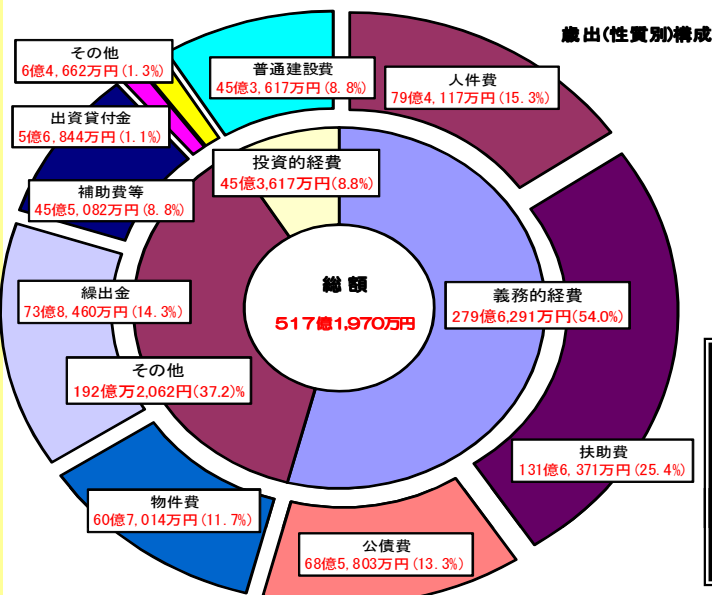 歳出(性質別)構成
その他
6億4,662万円(1.3%)
普通建設費
45億3,617万円(8.8%)
人件費
79億4,117万円(15.3%)
出資貸付金
5億6,844万円(1.1%)
投資的経費
45億3,617万円(8.8%)
補助費等
45億5,082万円(8.8%)
総額
517億1,970万円
繰出金
73億8,460万円(14.3%)
義務的経費
279億6,291万円(54.0%)
その他
192億万2,062円(37.2)%
扶助費
131億6,371万円(25.4%)
物件費
60億7,014万円(11.7%)
公債費
68億5,803万円(13.3%)